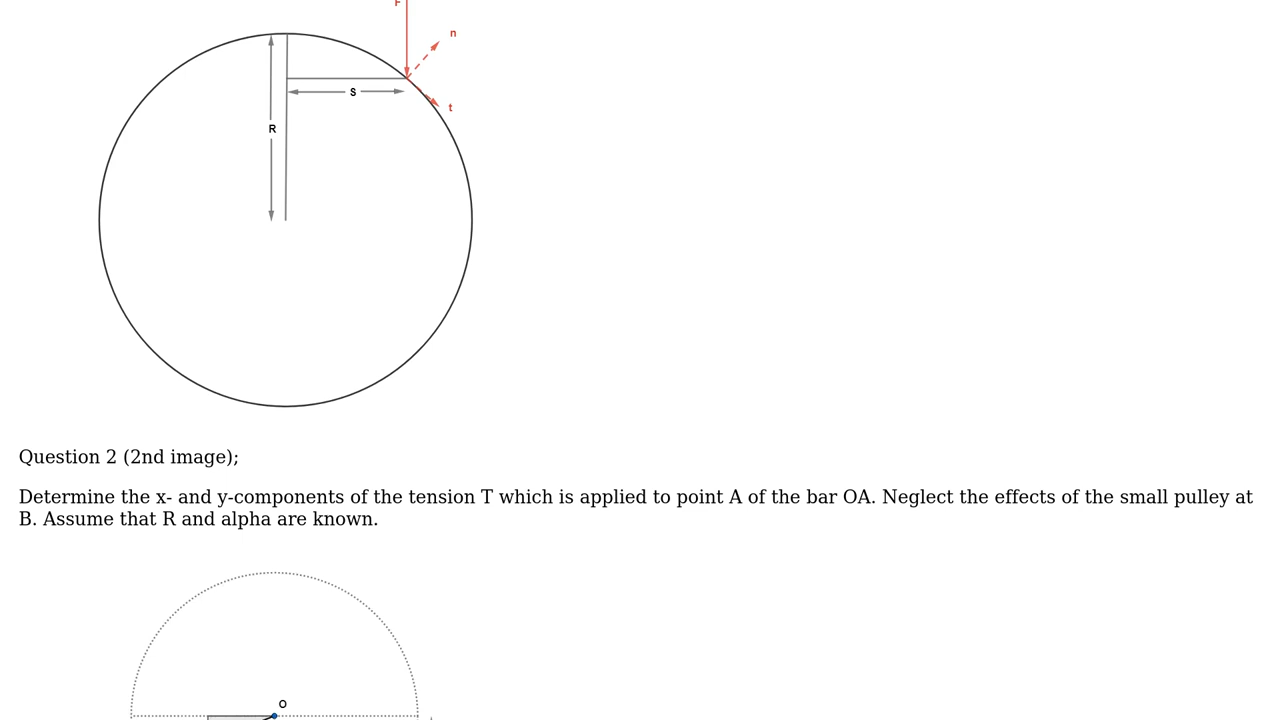 F
n
S
t
R
Question 2 (2nd image);
Determine the x- and y-components of the tension T which is applied to point A of the bar OA. Neglect the effects of the small pulley at
B. Assume that R and alpha are known.
O